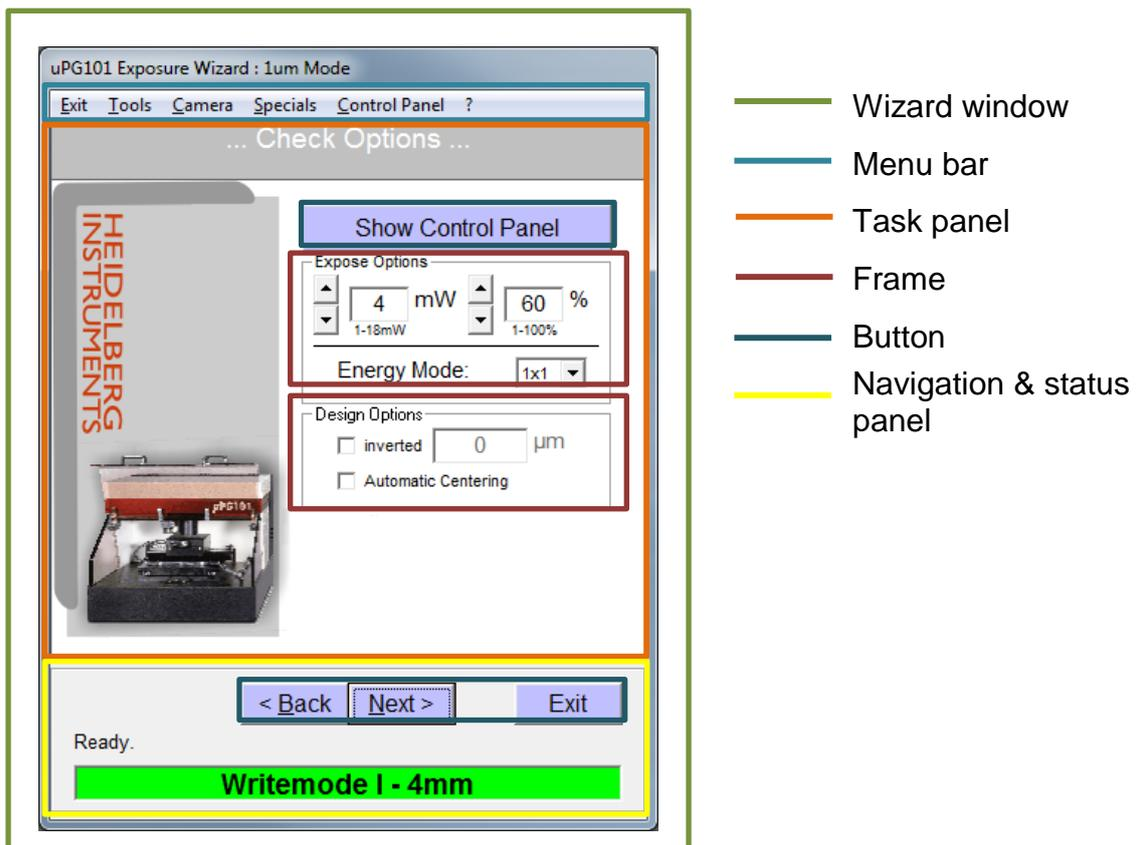 uPG101 Exposure Wizard : 1um Mode
Exit Tools Camera Specials Control Panel ?
... Check Options ...
HEIDELBERG
INSTRUMENTS
µPG101
Show Control Panel
Expose Options
4 mW 60 %
1-18mW 1-100%
Energy Mode: 1x1
Design Options
inverted 0 µm
Automatic Centering
< Back Next > Exit
Ready.
Writemode I - 4mm
Wizard window
Menu bar
Task panel
Frame
Button
Navigation & status
panel